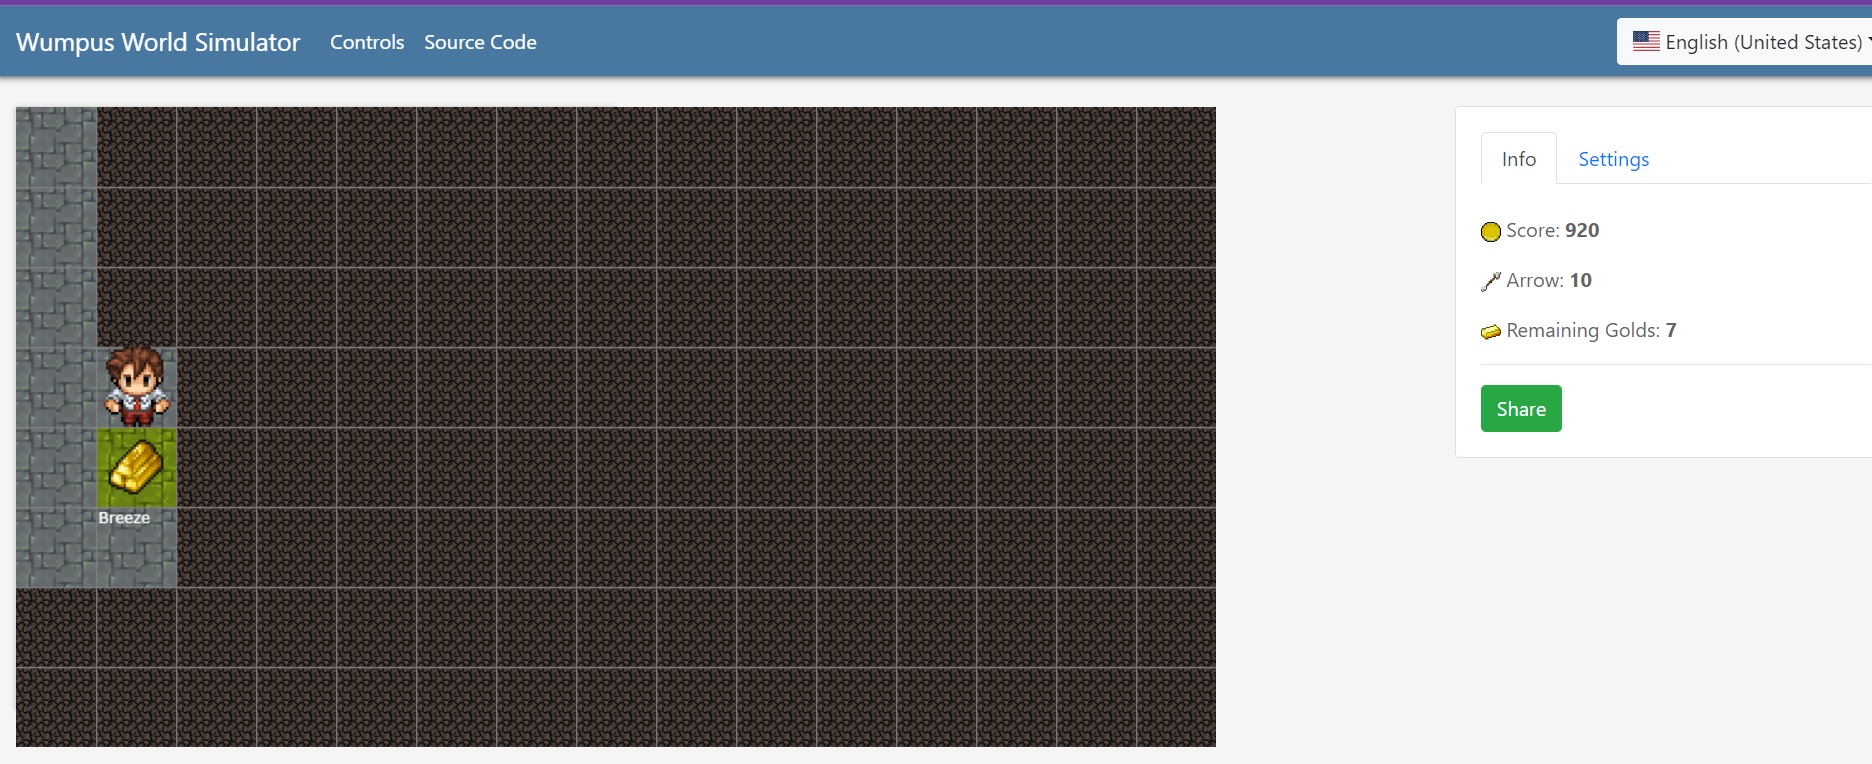 Wumpus World Simulator Controls Source Code English (United States)
Info Settings
Score: 920
Arrow: 10
Remaining Golds: 7
Share
Breeze